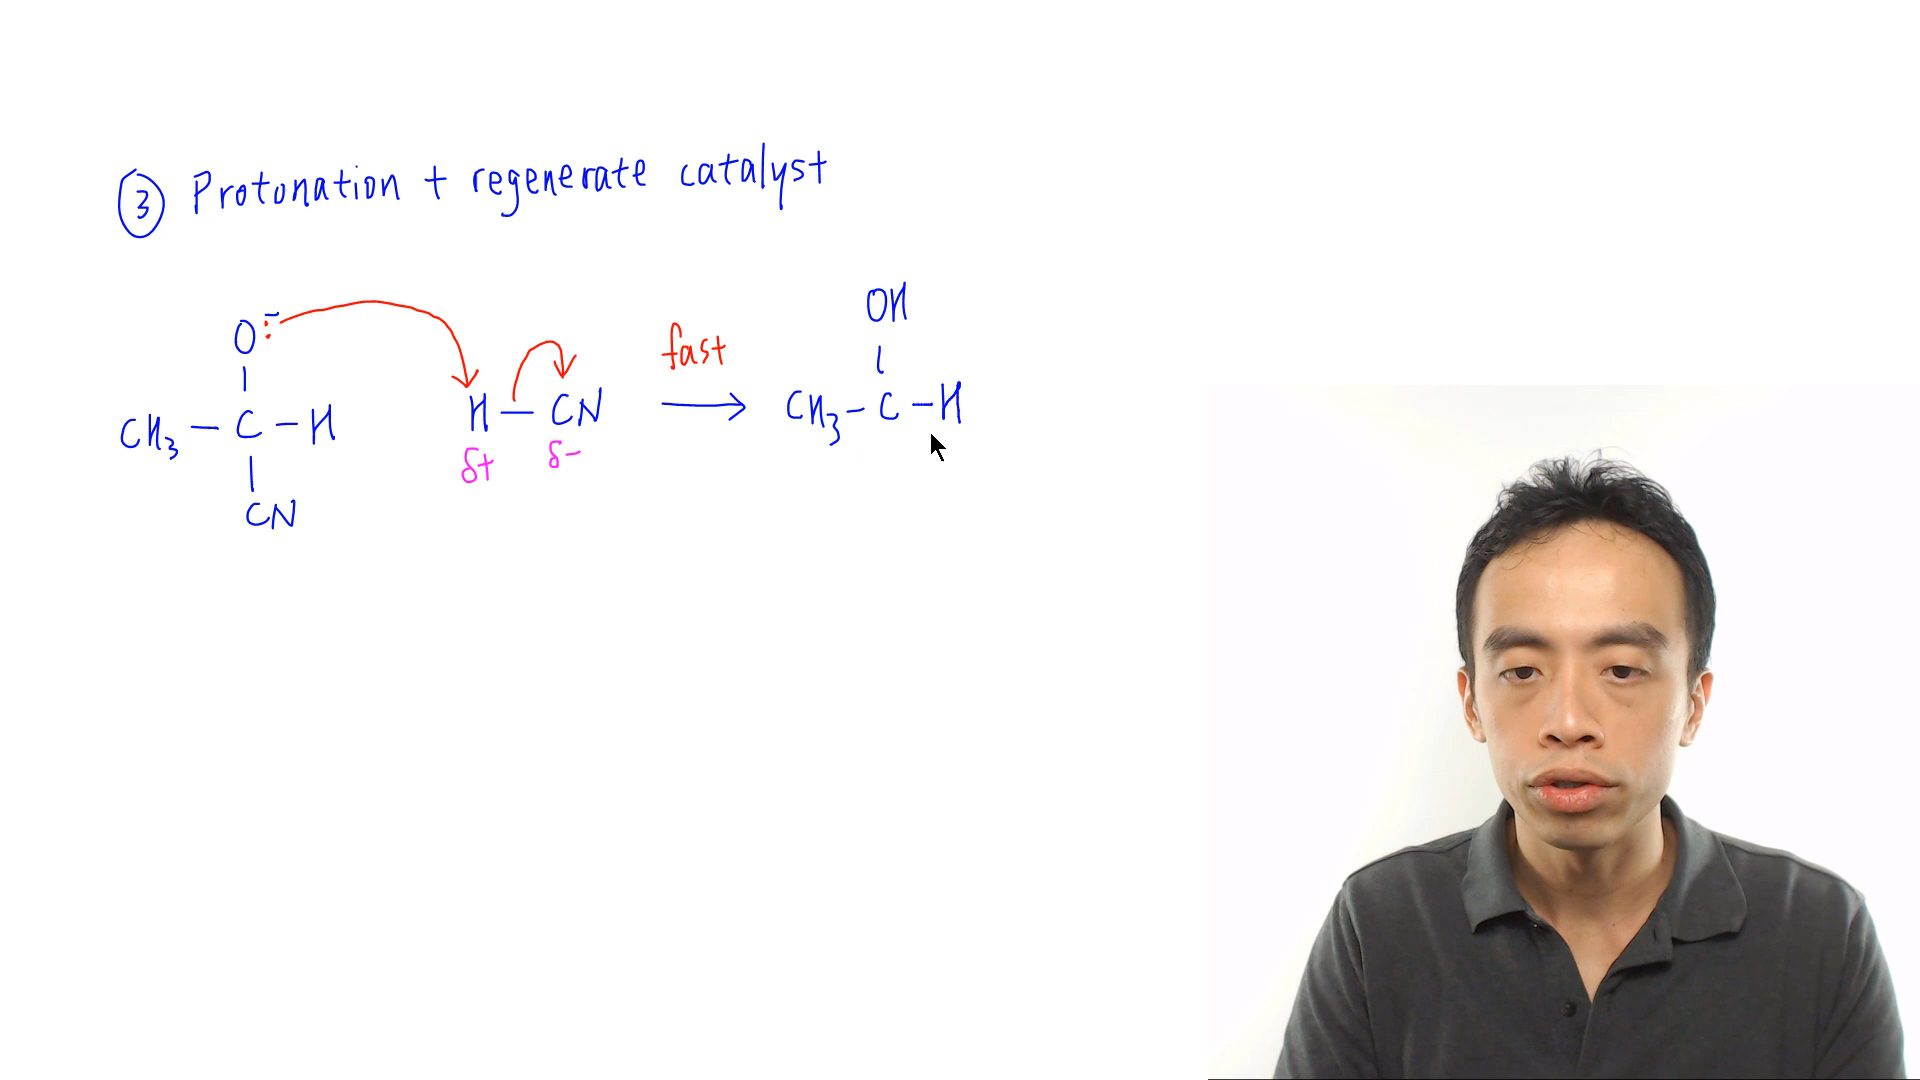 ③ Protonation + regenerate catalyst
O:⁻
CH₃ – C – H
CN
H – CN
δ+ δ-
fast
OH
CH₃ – C – H